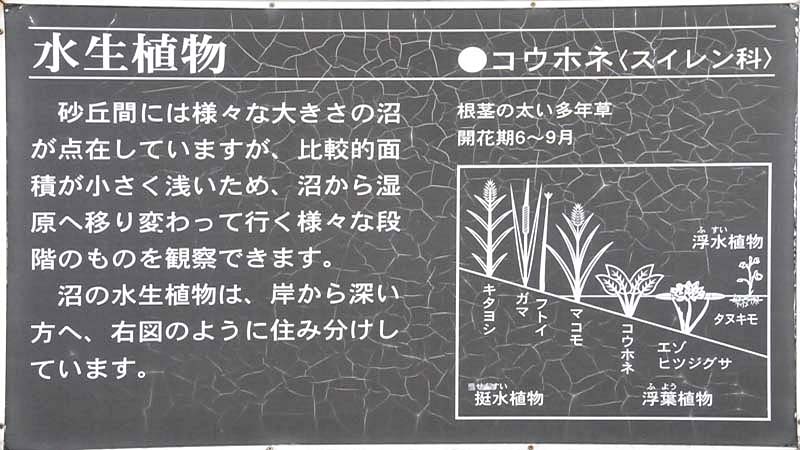 水生植物
●コウホネ〈スイレン科〉
砂丘間には様々な大きさの沼
が点在していますが、比較的面
積が小さく浅いため、沼から湿
原へ移り変わって行く様々な段
階のものを観察できます。
沼の水生植物は、岸から深い
方へ、右図のように住み分けし
ています。
根茎の太い多年草
開花期6〜9月
ふすい
浮水植物
キタヨシ
ガマ
フトイ
マコモ
コウホネ
エゾ
ヒツジグサ
タヌキモ
挺水植物
ふよう
浮葉植物